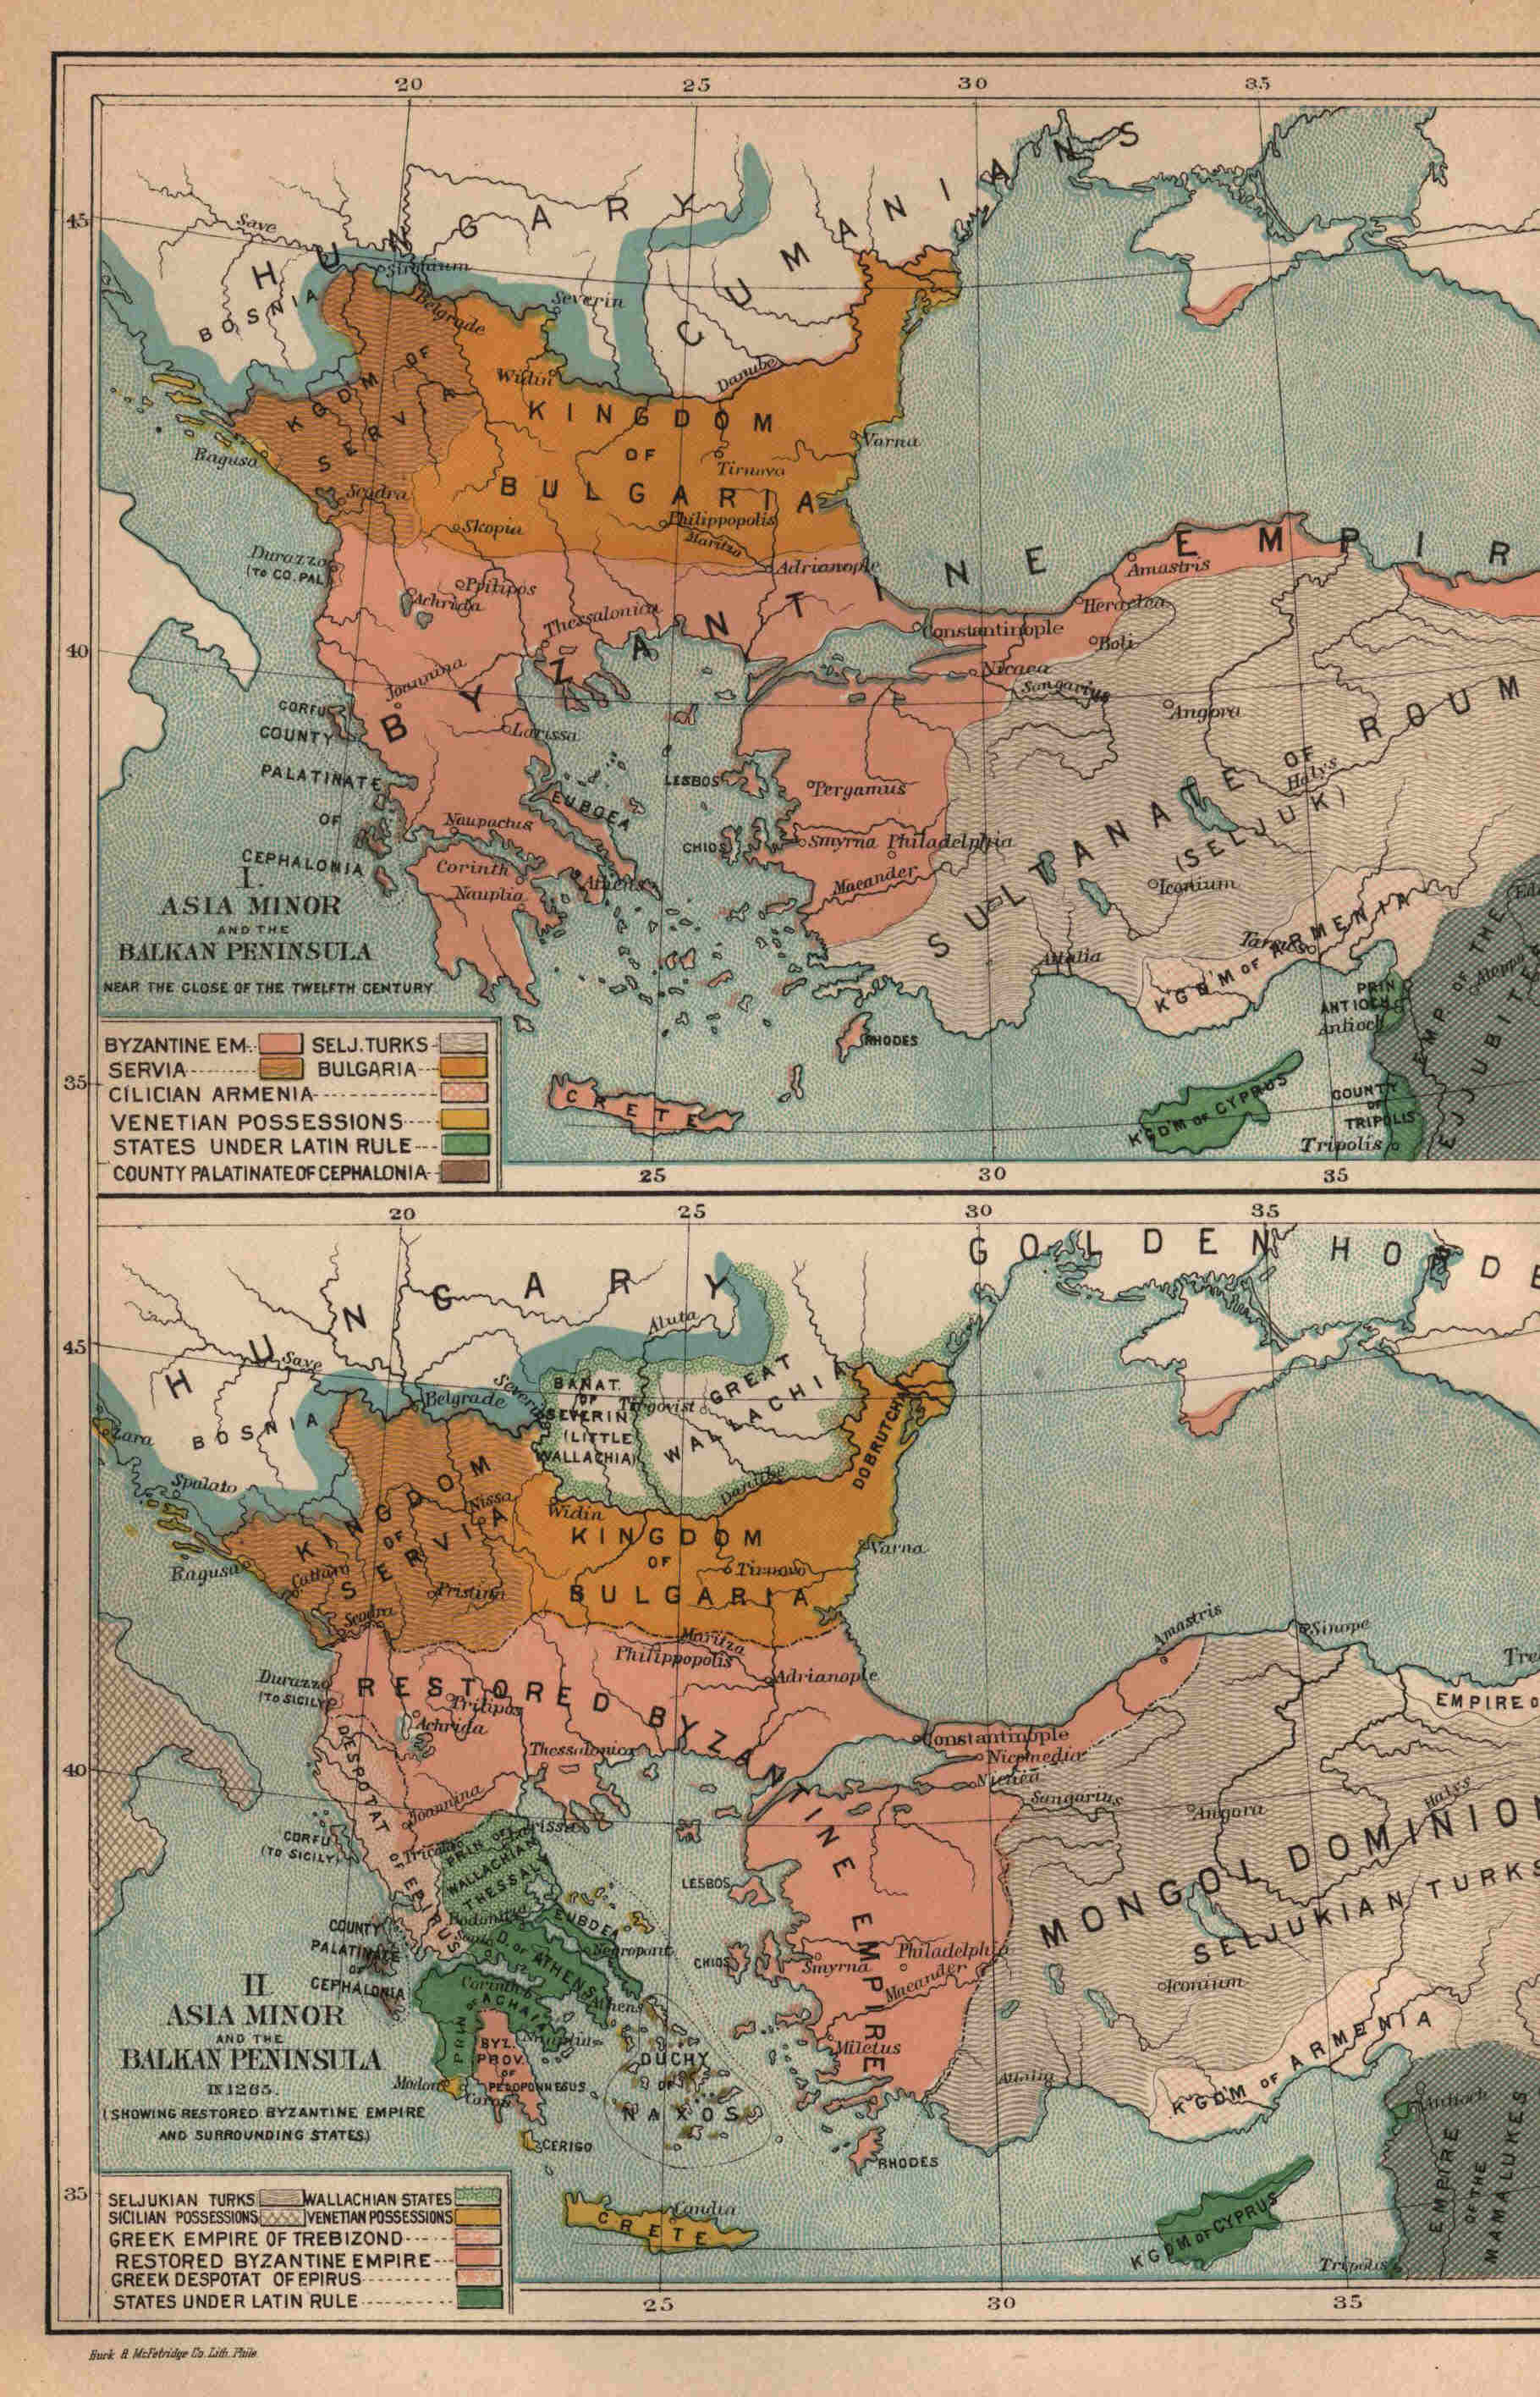 20 25 30 35
45
40
35
HUNGARY
CUMANIANS
Save
BOSNIA
Sirmium
Belgrade
Severin
Widin
Danube
KGDM OF
SERVIA
KINGDOM
OF
BULGARIA
Tirnova
Varna
Ragusa
Scodra
Skopia
Philippopolis
Maritza
Adrianople
Durazzo
(TO CO. PAL)
Achrida
Prilipos
Thessalonica
BYZANTINE EMPIR
Amastris
Heraclea
Constantinople
Boli
Nicaea
Sangarius
Angora
Joannina
CORFU
COUNTY
PALATINATE
OF
CEPHALONIA
Larissa
LESBOS
Pergamus
EUBOEA
Naupactus
CHIOS
Smyrna
Philadelphia
Corinth
Athens
Nauplia
Maeander
SULTANATE OF ROUM
(SELJUK)
Halys
Iconium
Attalia
Tarsus
KGD'M OF ARMENIA
PRIN
ANTIOCH
Antioch
Aleppo
EMP. OF THE
EJJUBITE
RHODES
CRETE
KGD'M OF CYPRUS
COUNTY
OF
TRIPOLIS
Tripolis
I.
ASIA MINOR
AND THE
BALKAN PENINSULA
NEAR THE CLOSE OF THE TWELFTH CENTURY.
BYZANTINE EM. SELJ. TURKS
SERVIA BULGARIA
CILICIAN ARMENIA
VENETIAN POSSESSIONS
STATES UNDER LATIN RULE
COUNTY PALATINATE OF CEPHALONIA
25 30 35
20 25 30 35
45
40
35
GOLDEN HORDE
HUNGARY
Aluta
Save
BOSNIA
Zara
Spalato
Belgrade
Severin
BANAT.
OF
SEVERIN
(LITTLE
WALLACHIA)
Tirgovist
GREAT
WALLACHIA
Danube
DOBRUTCHA
KINGDOM
OF
SERVIA
Nissa
Widin
KINGDOM
OF
BULGARIA
Tirnovo
Varna
Ragusa
Cattaro
Pristina
Scodra
Maritza
Philippopolis
Adrianople
Durazzo
(TO SICILY)
RESTORED BYZANTINE EMPIRE
Prilipos
Achrida
Thessalonica
Constantinople
Nicomedia
Nicaea
Amastris
Sinope
Tre
EMPIRE O
Sangarius
Angora
Halys
DESPOTAT OF EPIRUS
Joannina
CORFU
(TO SICILY)
Tricala
Larissa
PRIN. OF
WALLACHIAN
THESSALY
LESBOS
Bodonitza
EUBOEA
Negropont
COUNTY
PALATINATE
OF
CEPHALONIA
D. OF ATHENS
Corinth
PRIN. OF ACHAIA
Athens
Nauplia
CHIOS
Smyrna
Philadelphia
Maeander
Miletus
MONGOL DOMINION
SELJUKIAN TURKS
Iconium
Attalia
BYZ.
PROV.
OF
PELOPONNESUS
Modon
Coron
CERIGO
DUCHY
OF
NAXOS
RHODES
Candia
CRETE
KGD'M OF ARMENIA
KGD'M OF CYPRUS
Antioch
EMPIRE
OF THE
MAMALUKES
Tripolis
II
ASIA MINOR
AND THE
BALKAN PENINSULA
IN 1265.
(SHOWING RESTORED BYZANTINE EMPIRE
AND SURROUNDING STATES)
SELJUKIAN TURKS WALLACHIAN STATES
SICILIAN POSSESSIONS VENETIAN POSSESSIONS
GREEK EMPIRE OF TREBIZOND
RESTORED BYZANTINE EMPIRE
GREEK DESPOTAT OF EPIRUS
STATES UNDER LATIN RULE
25 30 35
Burk & McFetridge Co. Lith. Phila.